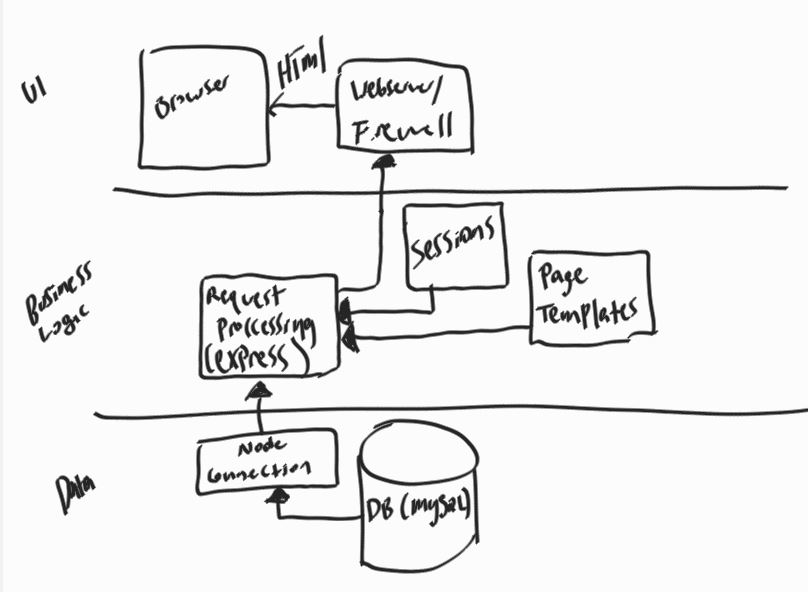 UI
Browser
Html
Webserver/
Firewall
Business
Logic
Sessions
Request
Processing
(express)
Page
Templates
Data
Node
Connection
DB (mysql)